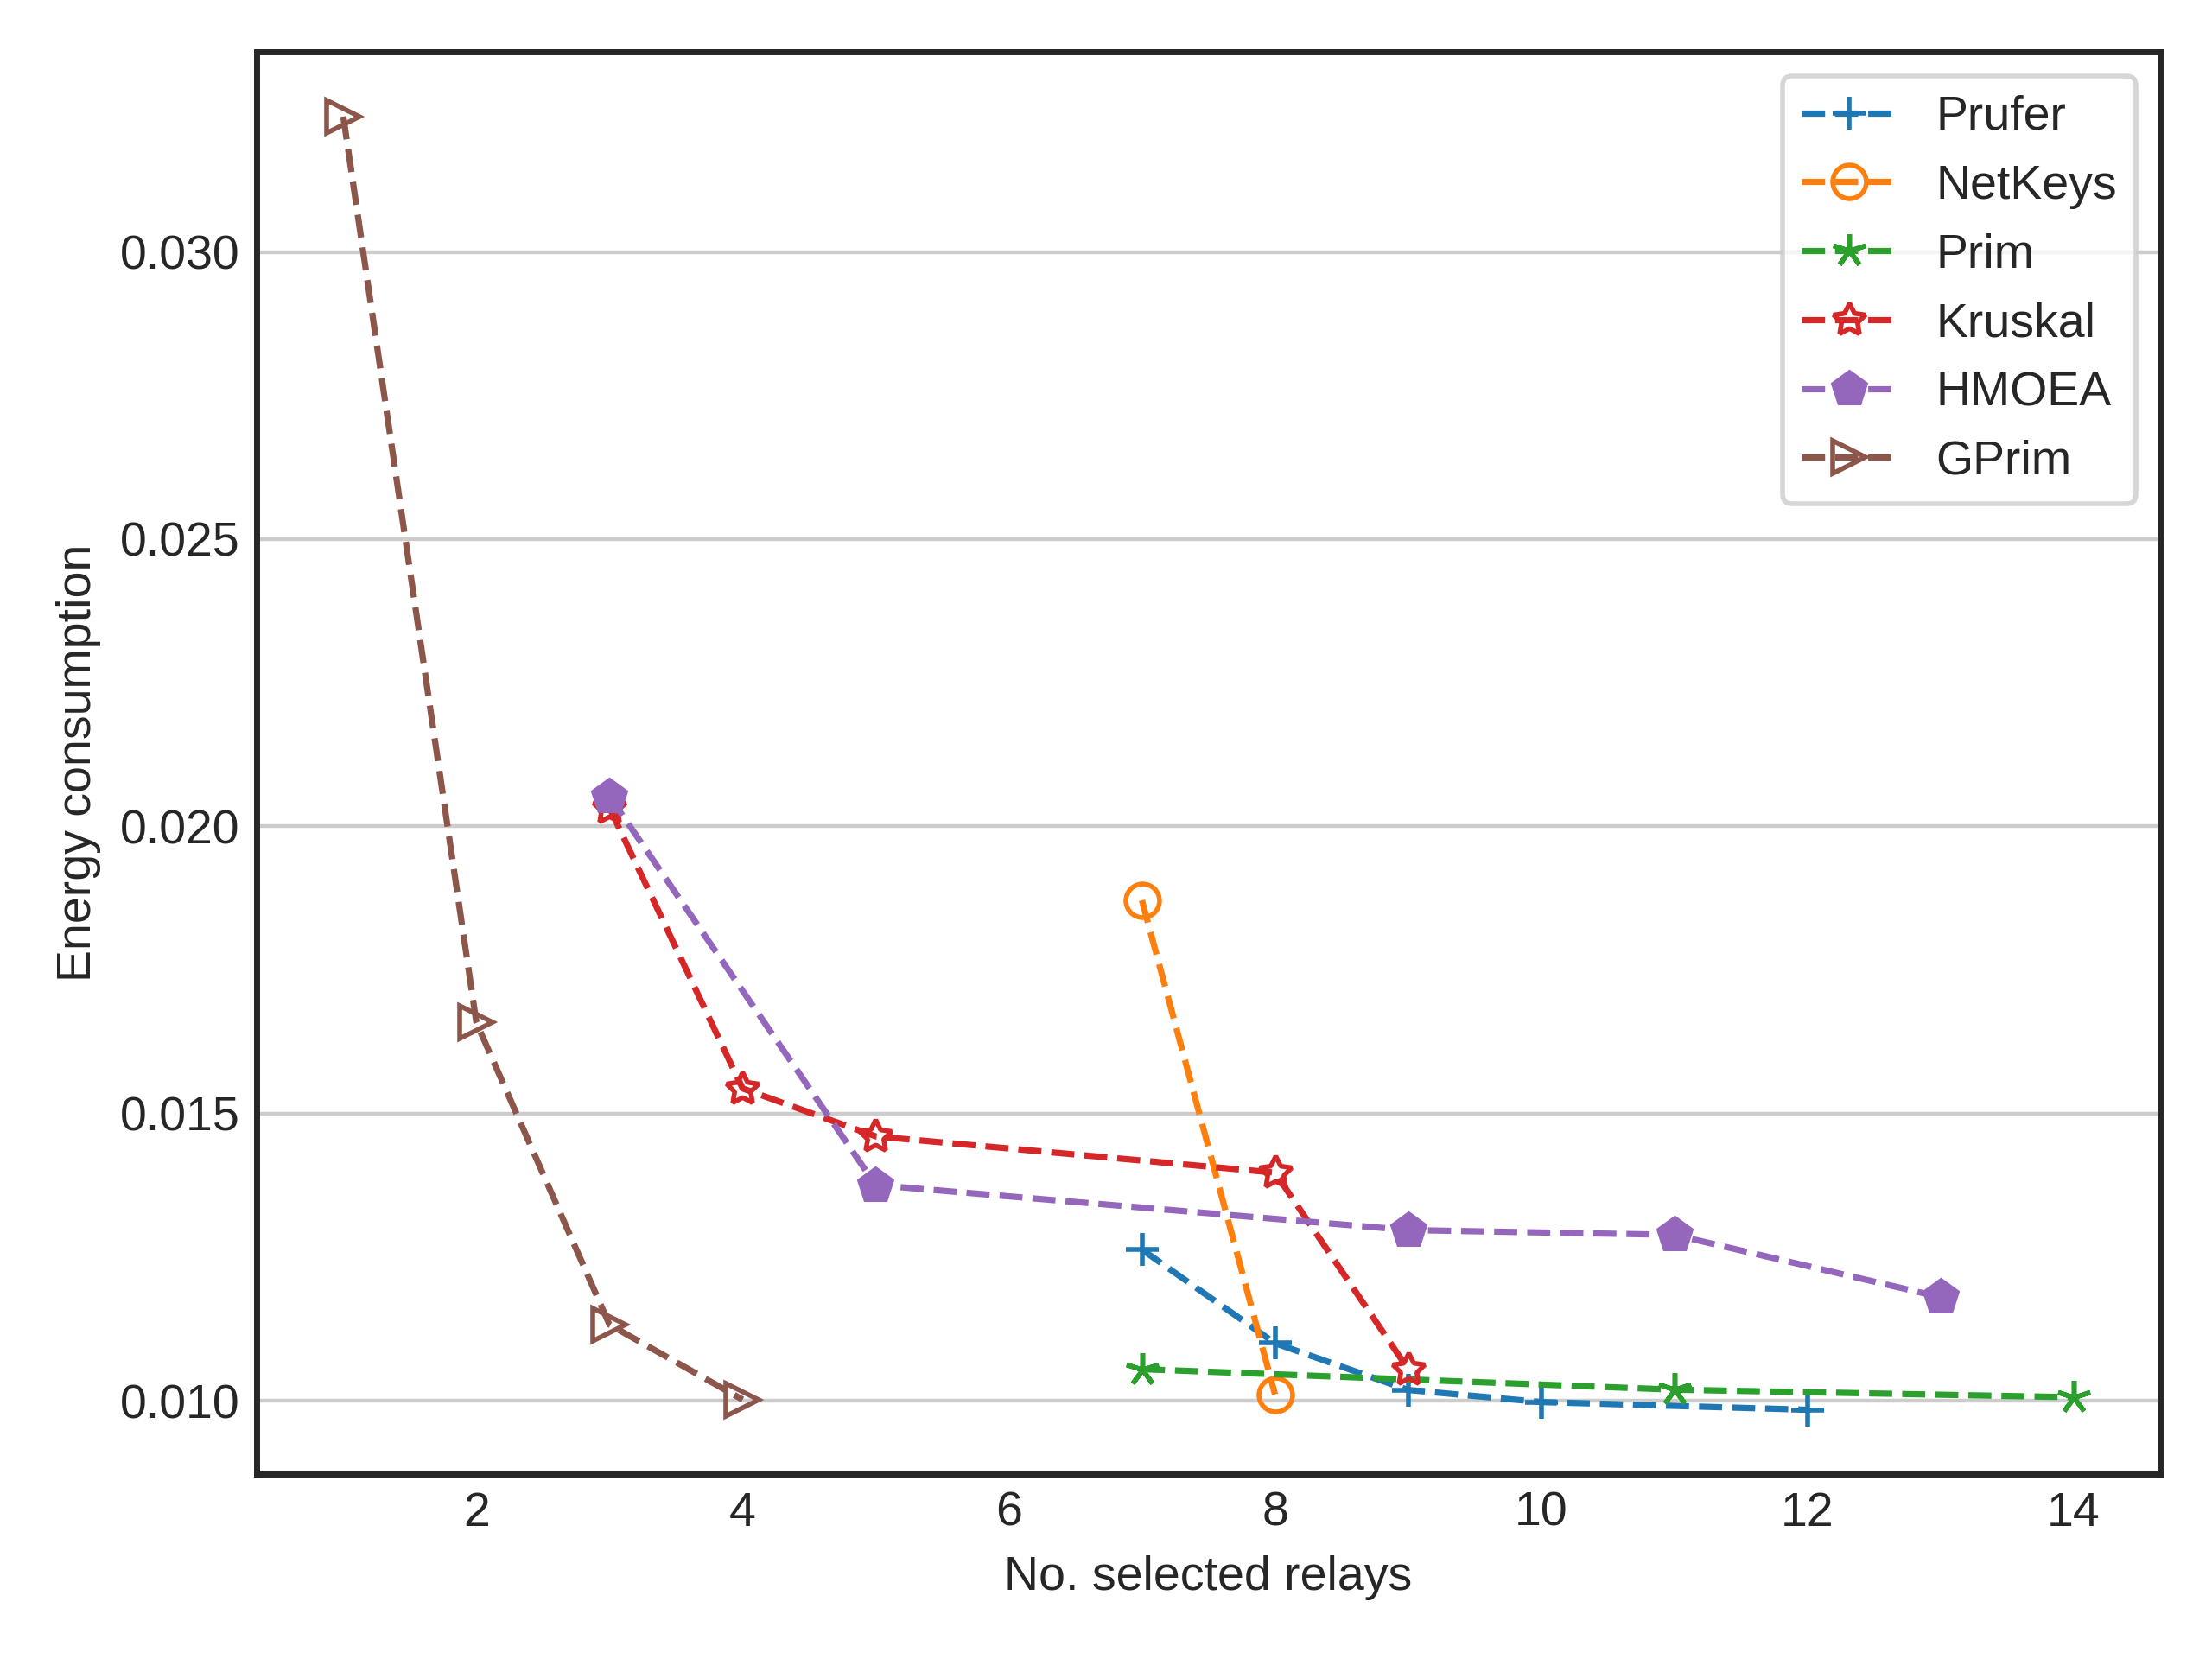 Prufer
NetKeys
Prim
Kruskal
HMOEA
GPrim
0.030
0.025
0.020
0.015
0.010
Energy consumption
2 4 6 8 10 12 14
No. selected relays